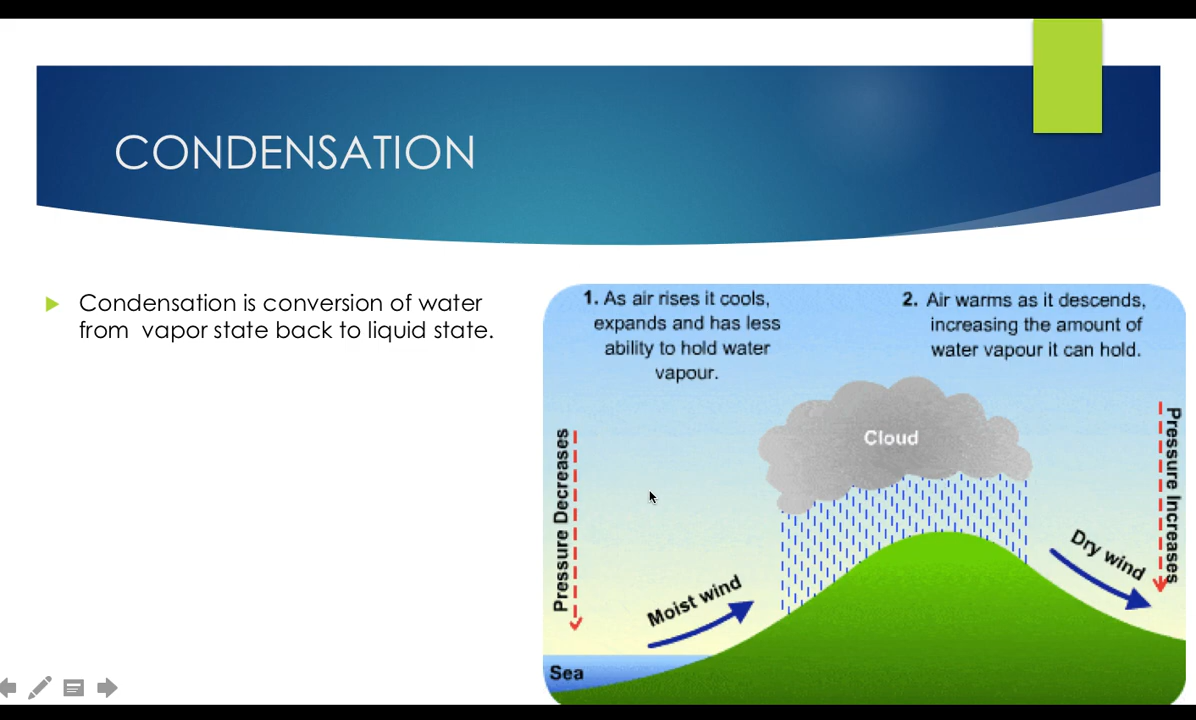 CONDENSATION
Condensation is conversion of water
from vapor state back to liquid state.
1. As air rises it cools,
expands and has less
ability to hold water
vapour.
2. Air warms as it descends,
increasing the amount of
water vapour it can hold.
Cloud
Pressure Decreases
Pressure Increases
Moist wind
Dry wind
Sea